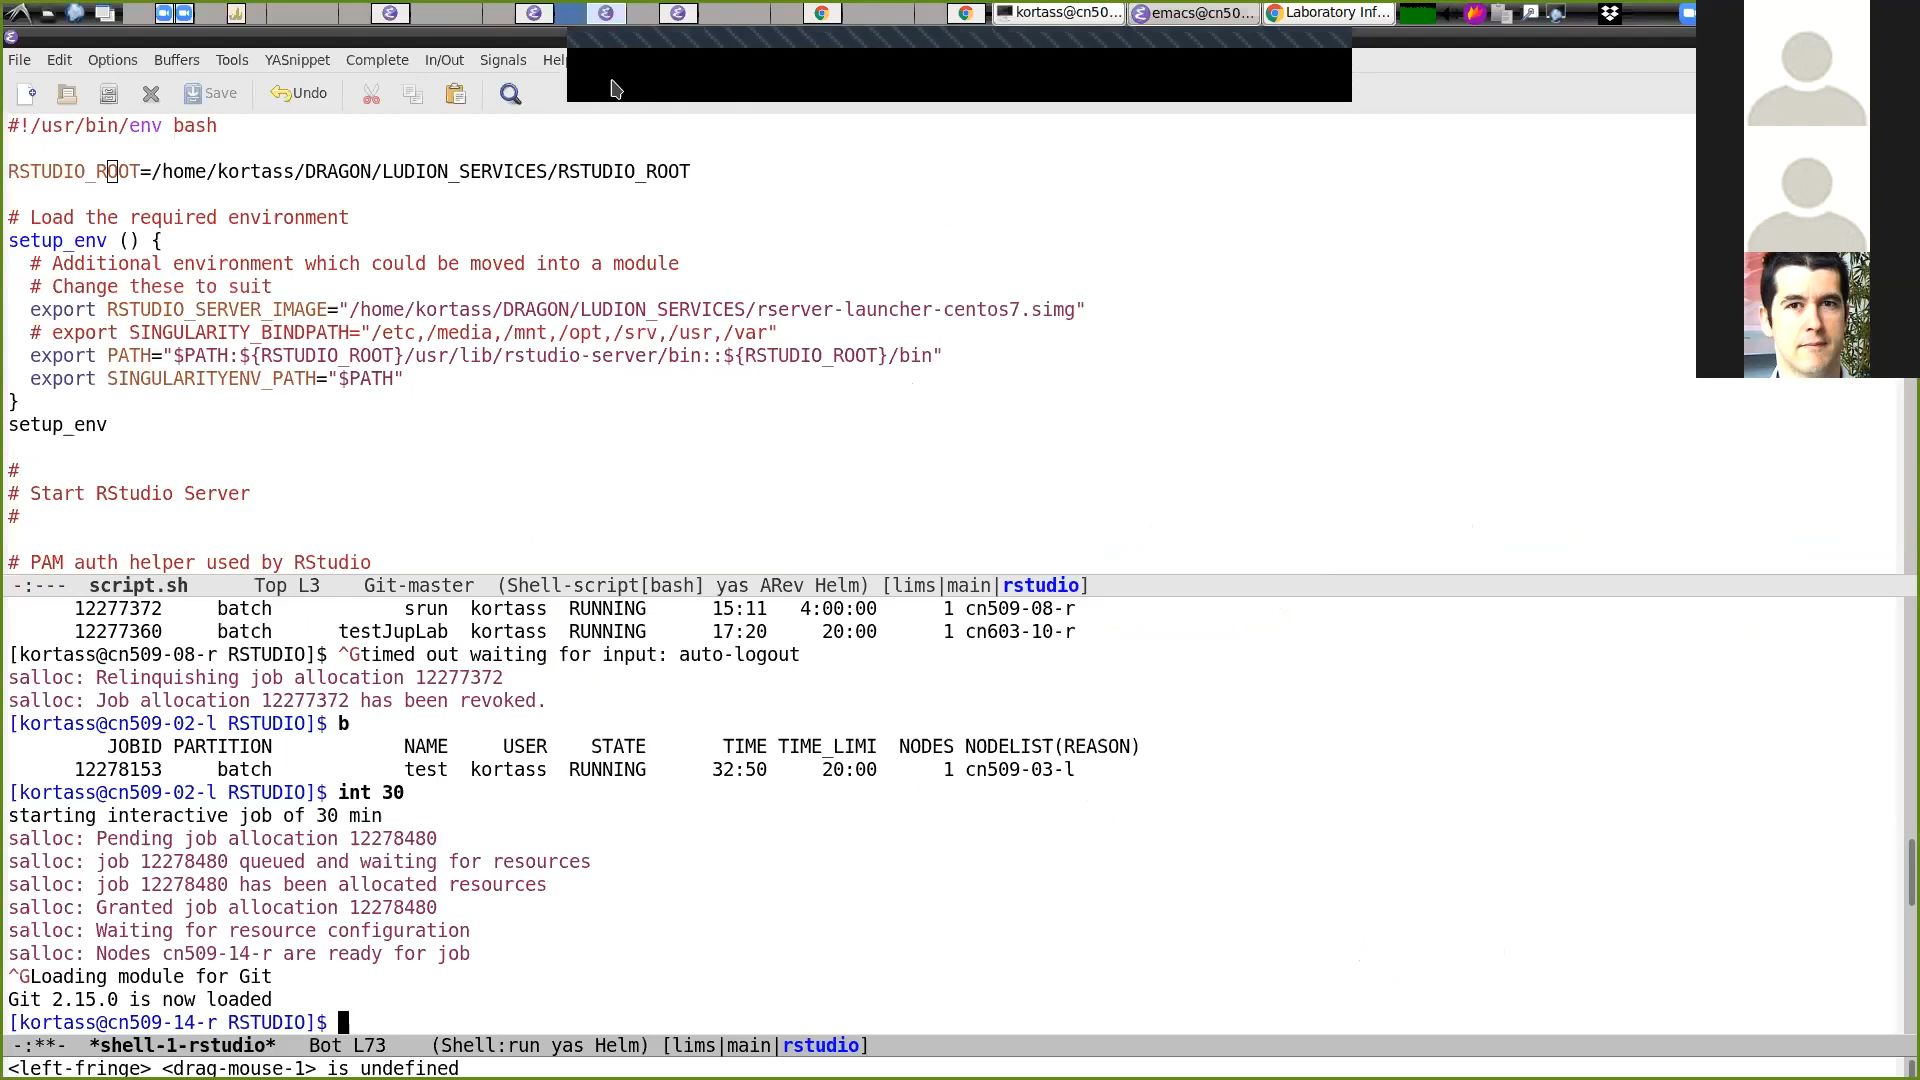 kortass@cn50... emacs@cn50... Laboratory Inf...
File Edit Options Buffers Tools YASnippet Complete In/Out Signals Hel
Save Undo
#!/usr/bin/env bash
RSTUDIO_ROOT=/home/kortass/DRAGON/LUDION_SERVICES/RSTUDIO_ROOT
# Load the required environment
setup_env () {
# Additional environment which could be moved into a module
# Change these to suit
export RSTUDIO_SERVER_IMAGE="/home/kortass/DRAGON/LUDION_SERVICES/rserver-launcher-centos7.simg"
# export SINGULARITY_BINDPATH="/etc,/media,/mnt,/opt,/srv,/usr,/var"
export PATH="$PATH:${RSTUDIO_ROOT}/usr/lib/rstudio-server/bin::${RSTUDIO_ROOT}/bin"
export SINGULARITYENV_PATH="$PATH"
}
setup_env
#
# Start RStudio Server
#
# PAM auth helper used by RStudio
-:--- script.sh Top L3 Git-master (Shell-script[bash] yas ARev Helm) [lims|main|rstudio]
12277372 batch srun kortass RUNNING 15:11 4:00:00 1 cn509-08-r
12277360 batch testJupLab kortass RUNNING 17:20 20:00 1 cn603-10-r
[kortass@cn509-08-r RSTUDIO]$ ^Gtimed out waiting for input: auto-logout
salloc: Relinquishing job allocation 12277372
salloc: Job allocation 12277372 has been revoked.
[kortass@cn509-02-l RSTUDIO]$ b
JOBID PARTITION NAME USER STATE TIME TIME_LIMI NODES NODELIST(REASON)
12278153 batch test kortass RUNNING 32:50 20:00 1 cn509-03-l
[kortass@cn509-02-l RSTUDIO]$ int 30
starting interactive job of 30 min
salloc: Pending job allocation 12278480
salloc: job 12278480 queued and waiting for resources
salloc: job 12278480 has been allocated resources
salloc: Granted job allocation 12278480
salloc: Waiting for resource configuration
salloc: Nodes cn509-14-r are ready for job
^GLoading module for Git
Git 2.15.0 is now loaded
[kortass@cn509-14-r RSTUDIO]$
-:**- *shell-1-rstudio* Bot L73 (Shell:run yas Helm) [lims|main|rstudio]
<left-fringe> <drag-mouse-1> is undefined